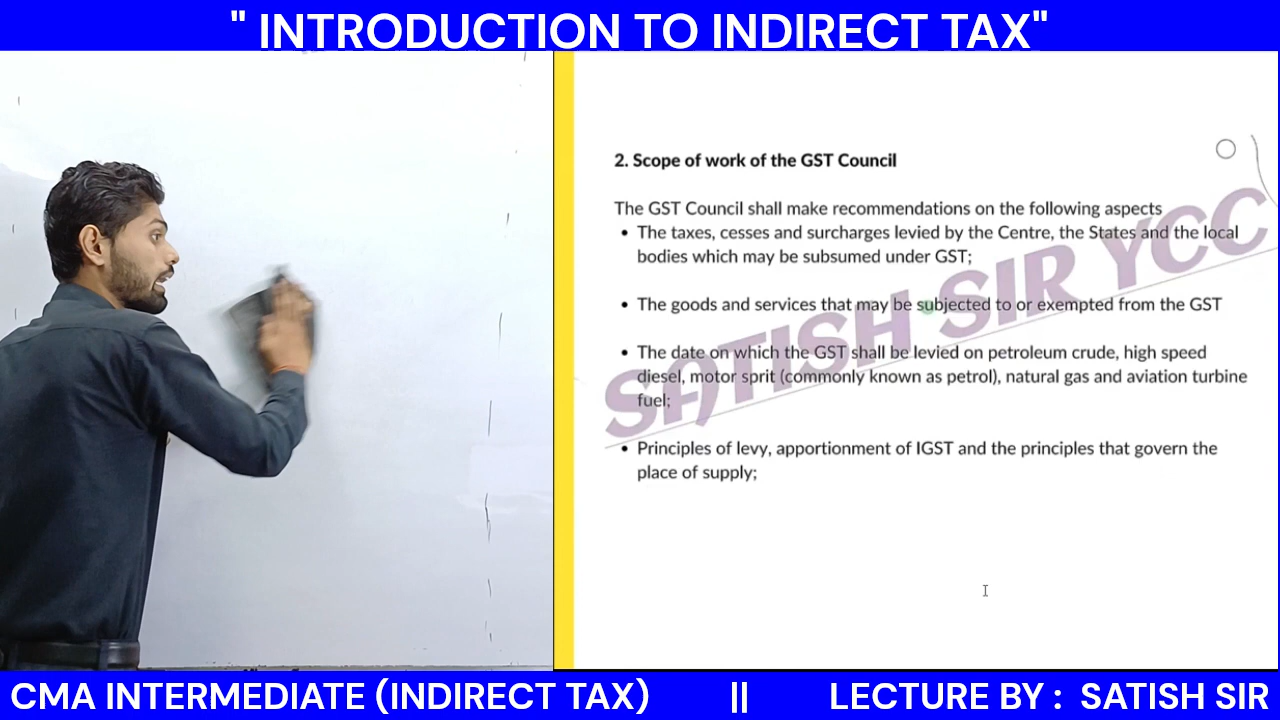 " INTRODUCTION TO INDIRECT TAX"
2. Scope of work of the GST Council
The GST Council shall make recommendations on the following aspects
• The taxes, cesses and surcharges levied by the Centre, the States and the local
bodies which may be subsumed under GST;
• The goods and services that may be subjected to or exempted from the GST
• The date on which the GST shall be levied on petroleum crude, high speed
diesel, motor sprit (commonly known as petrol), natural gas and aviation turbine
fuel;
• Principles of levy, apportionment of IGST and the principles that govern the
place of supply;
SATISH SIR YCC
CMA INTERMEDIATE (INDIRECT TAX) || LECTURE BY : SATISH SIR